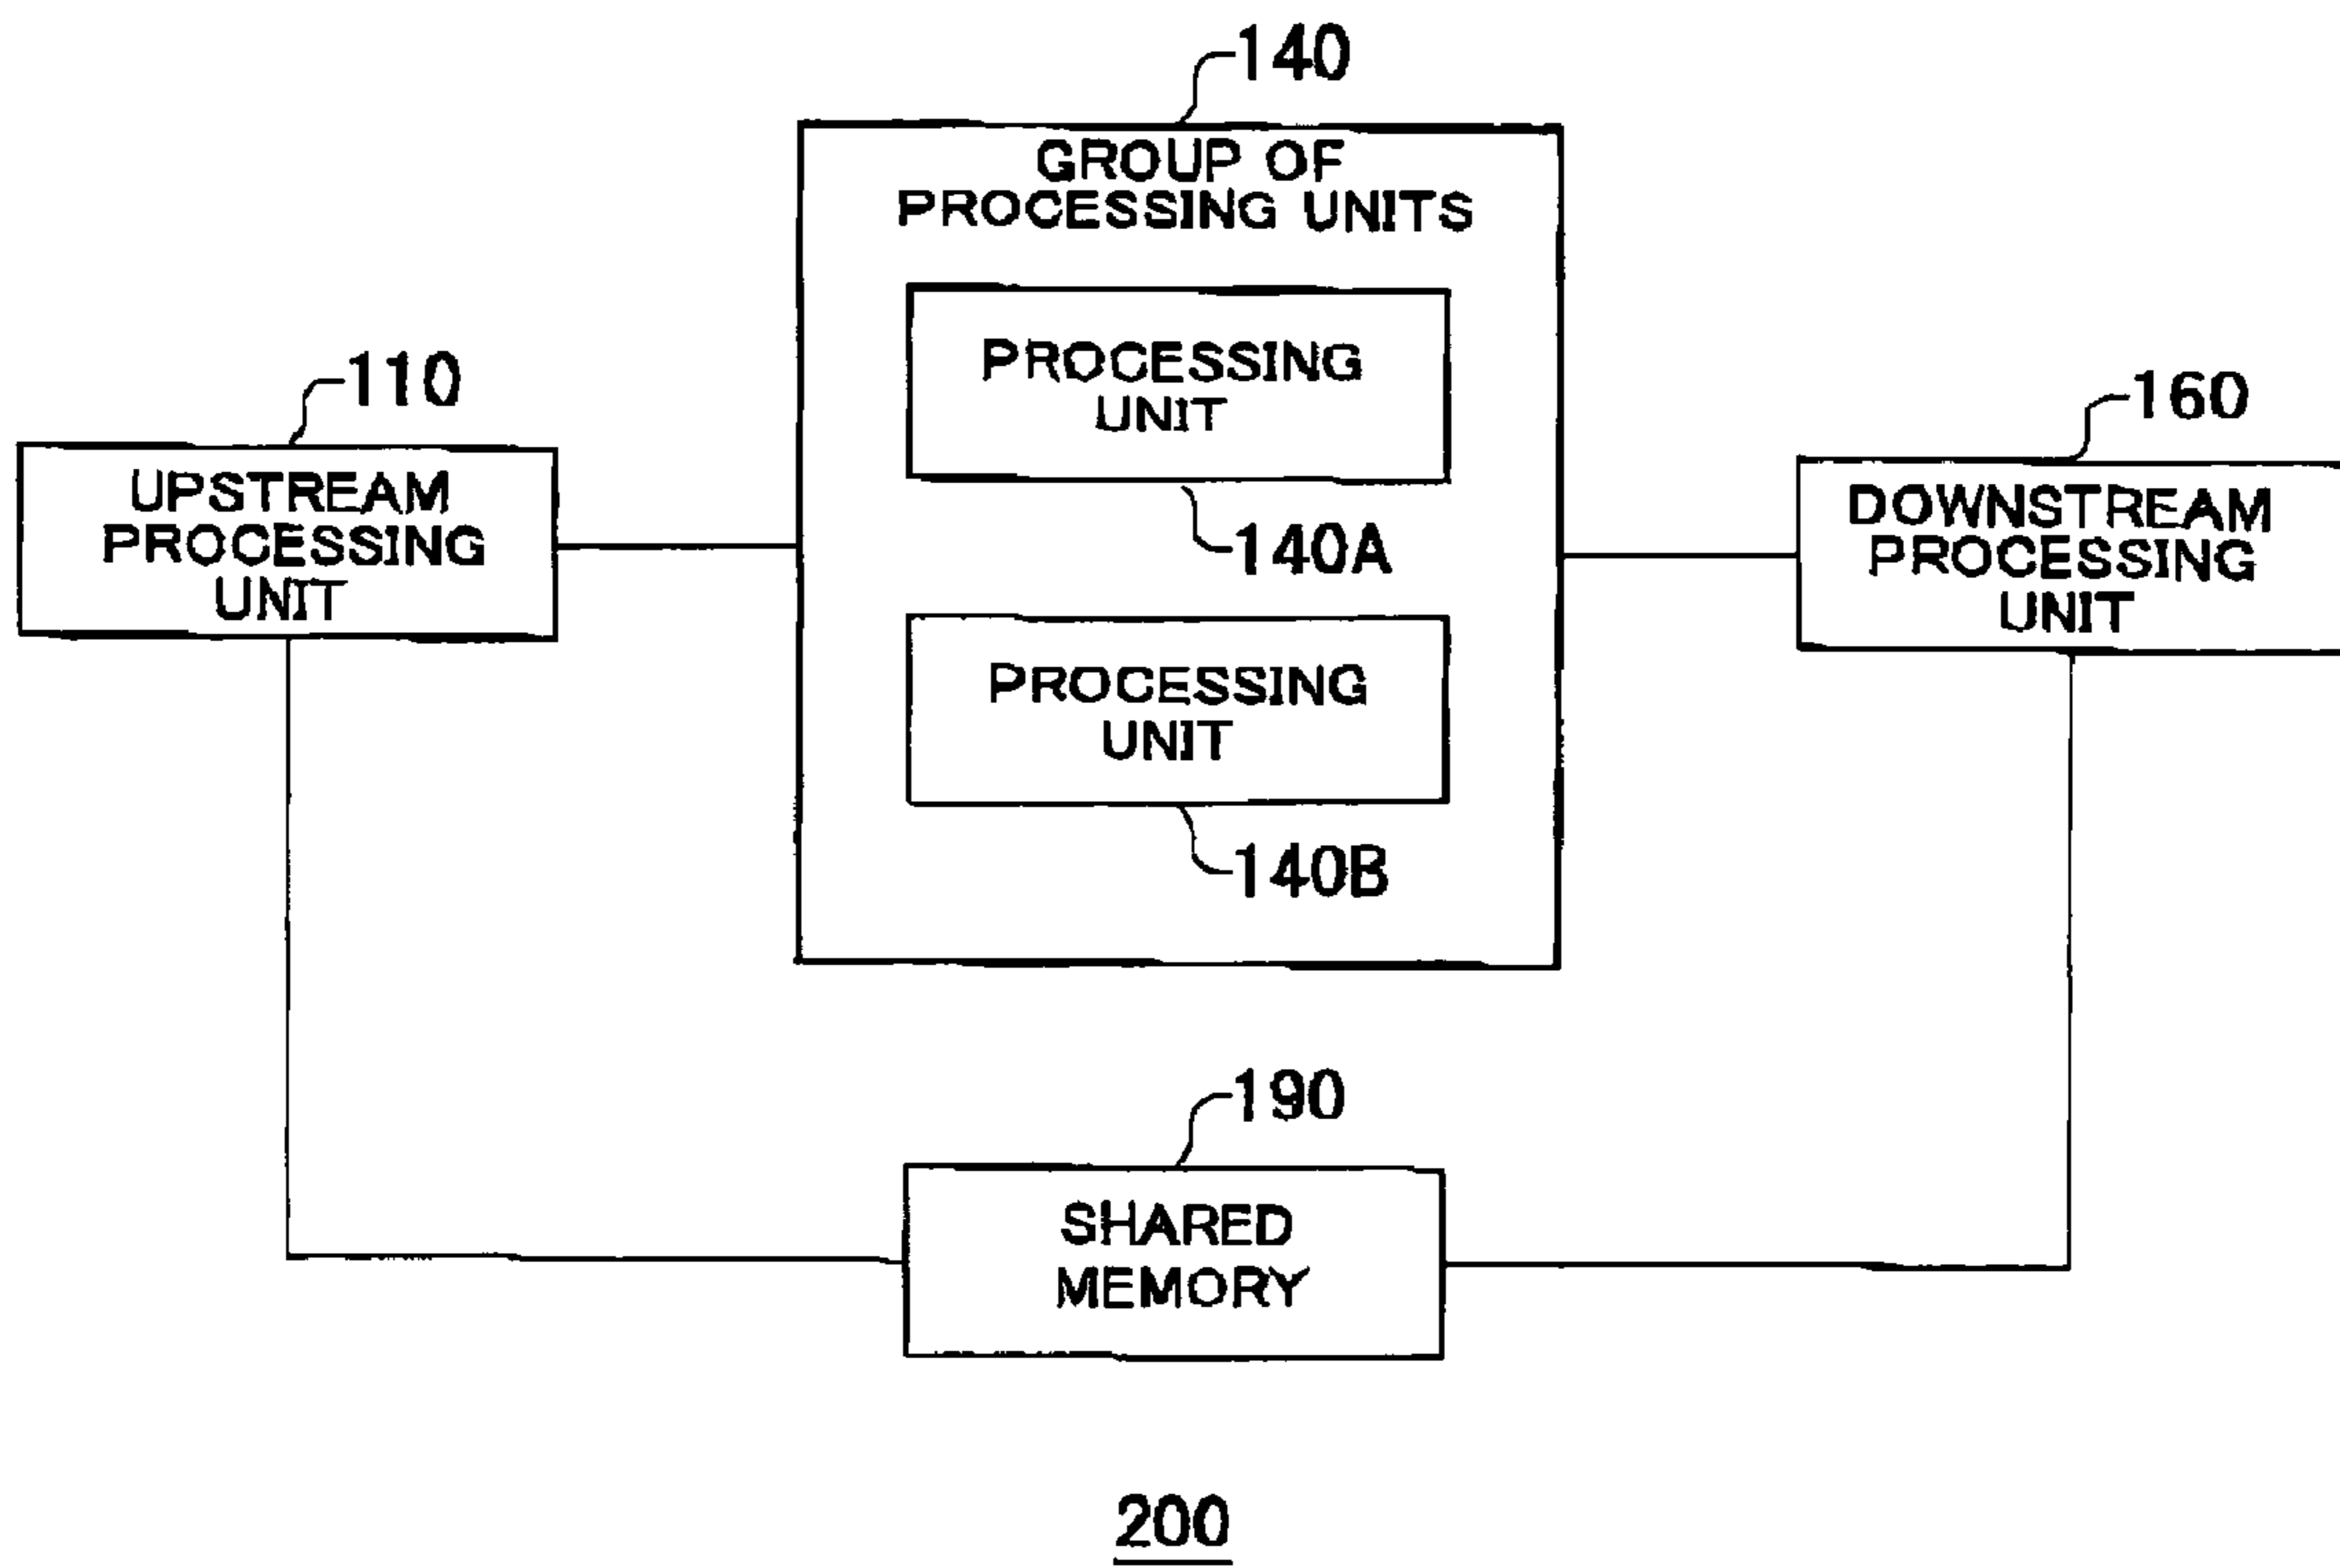 140
GROUP OF
PROCESSING UNITS
PROCESSING
UNIT
140A
110
UPSTREAM
PROCESSING
UNIT
160
DOWNSTREAM
PROCESSING
UNIT
PROCESSING
UNIT
140B
190
SHARED
MEMORY
200